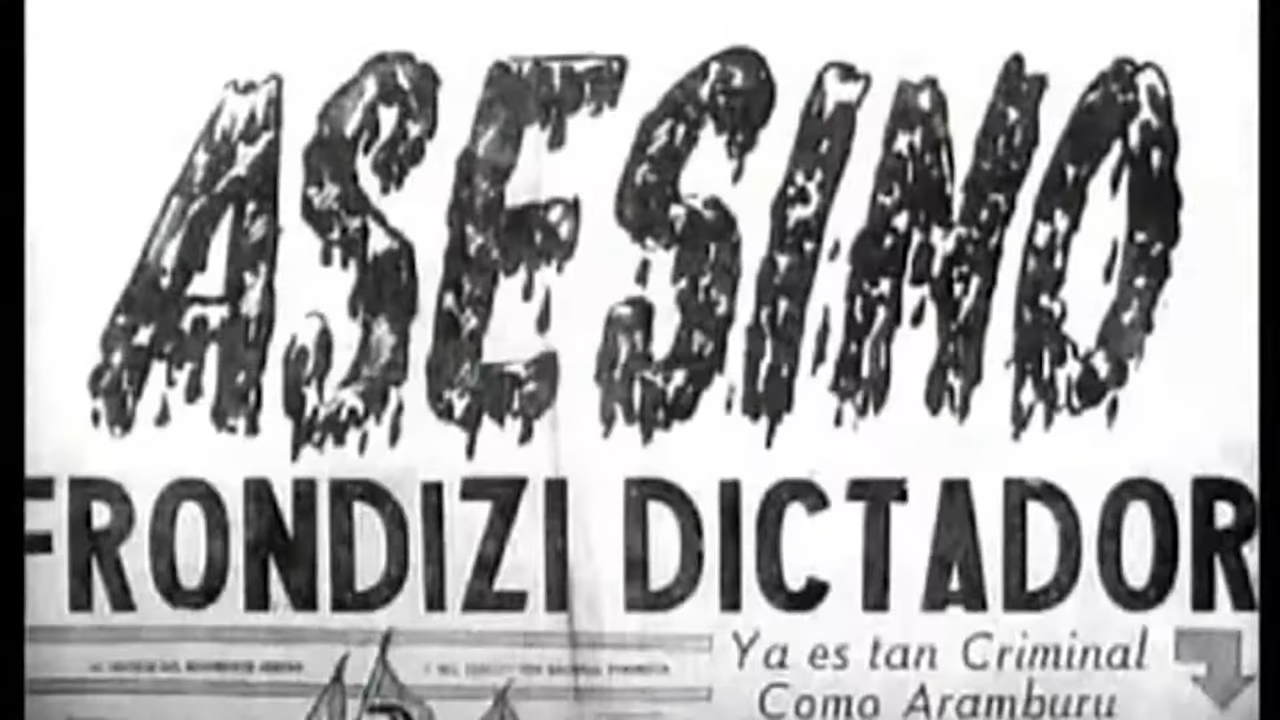 ASESINO
FRONDIZI DICTADOR
Ya es tan Criminal
Como Aramburu